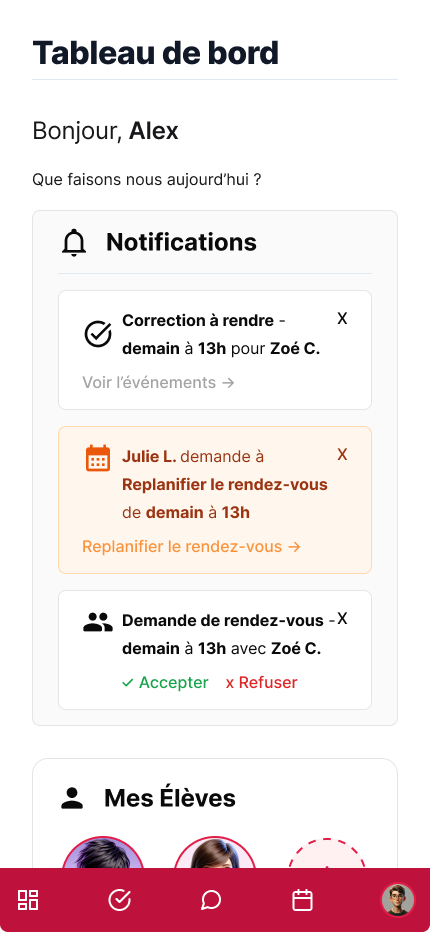 Tableau de bord
Bonjour, Alex
Que faisons nous aujourd’hui ?
Notifications
Correction à rendre - X
demain à 13h pour Zoé C.
Voir l’événements →
Julie L. demande à X
Replanifier le rendez-vous
de demain à 13h
Replanifier le rendez-vous →
Demande de rendez-vous - X
demain à 13h avec Zoé C.
✓ Accepter x Refuser
Mes Élèves